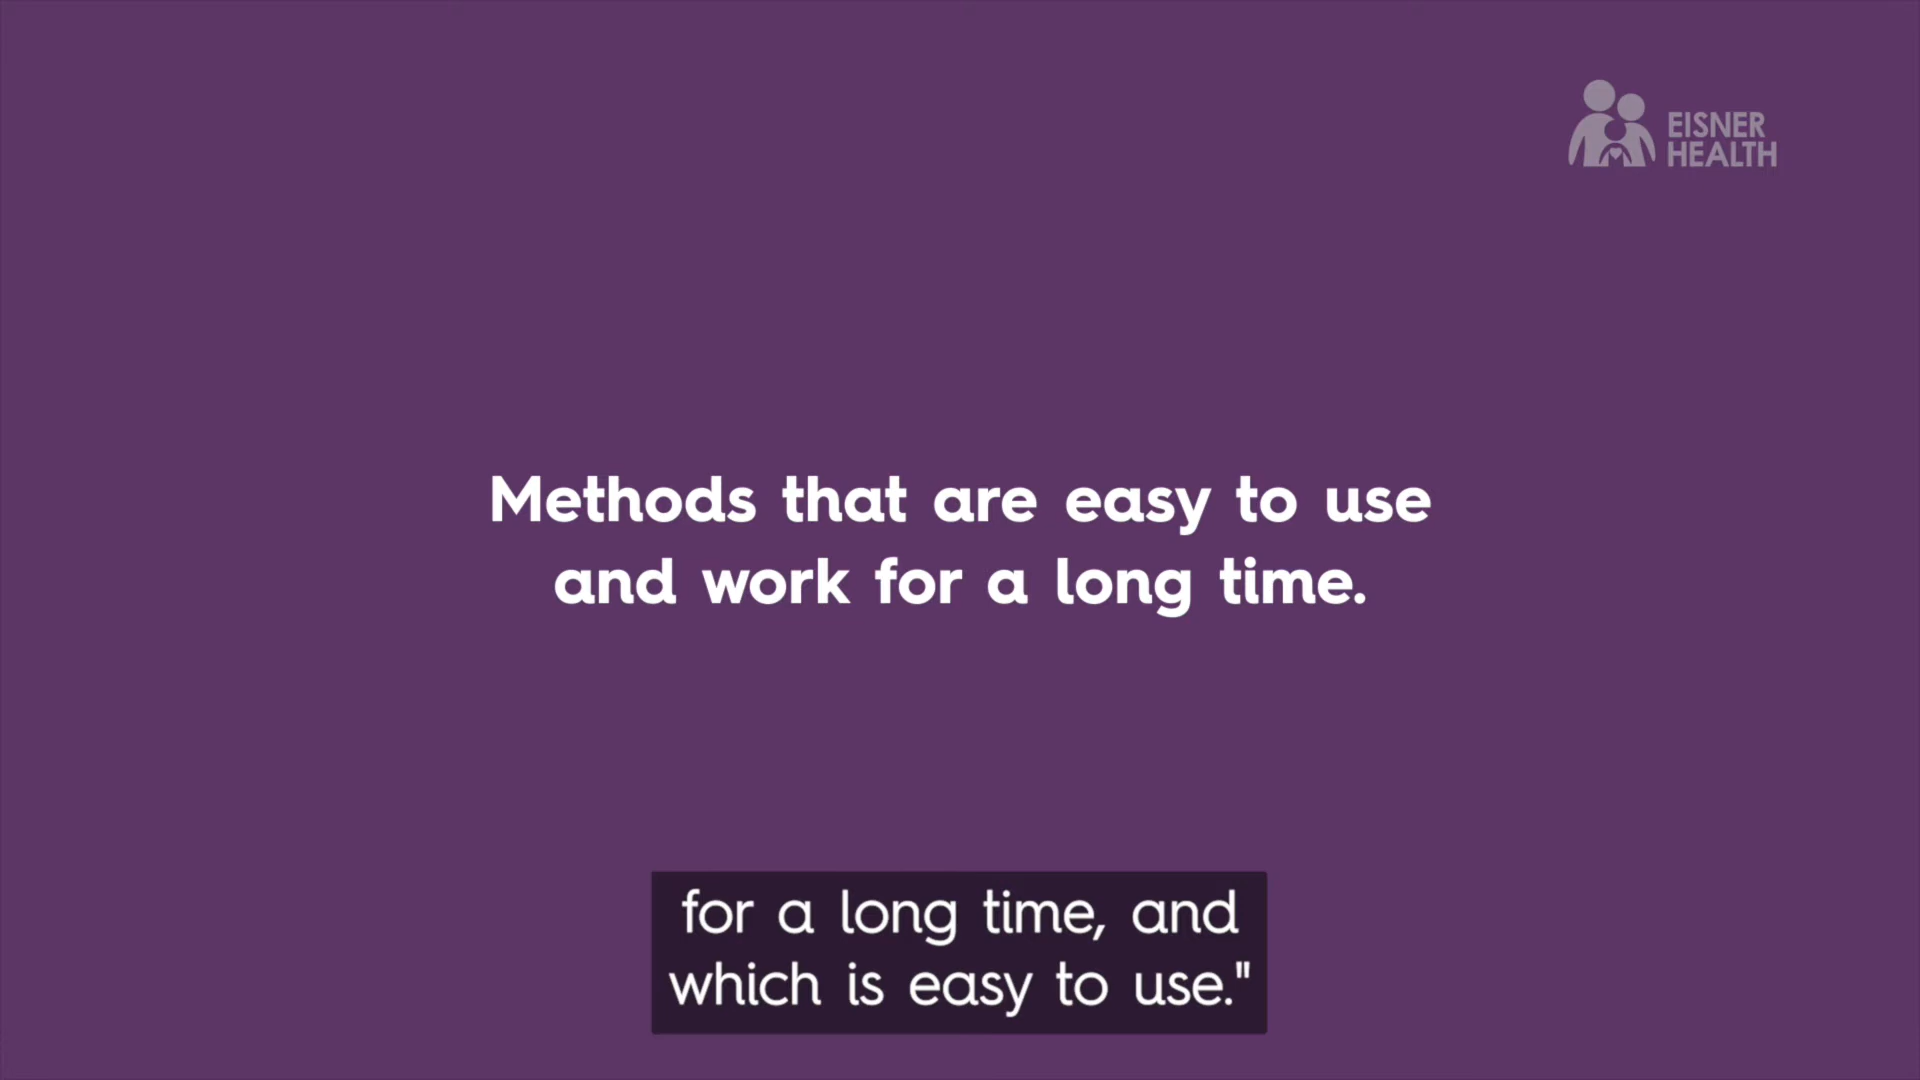 EISNER
HEALTH
Methods that are easy to use
and work for a long time.
for a long time, and
which is easy to use."